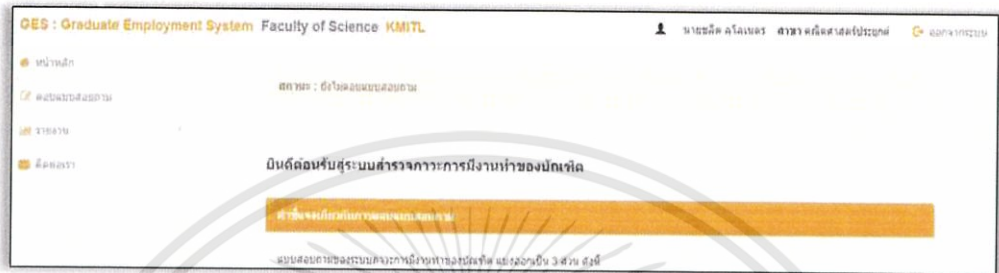 GES : Graduate Employment System Faculty of Science KMITL
นายชลิต สาขา คณิตศาสตร์ประยุกต์ ออกจากระบบ
หน้าหลัก
สถานะ : ยังไม่ตอบแบบสอบถาม
ตอบแบบสอบถาม
รายงาน
ติดต่อเรา
ยินดีต้อนรับสู่ระบบสำรวจภาวะการมีงานทำของบัณฑิต
คำชี้แจงเกี่ยวกับการตอบแบบสอบถาม
แบบสอบถามของระบบภาวะการมีงานทำของบัณฑิต แบ่งออกเป็น 3 ส่วน ดังนี้